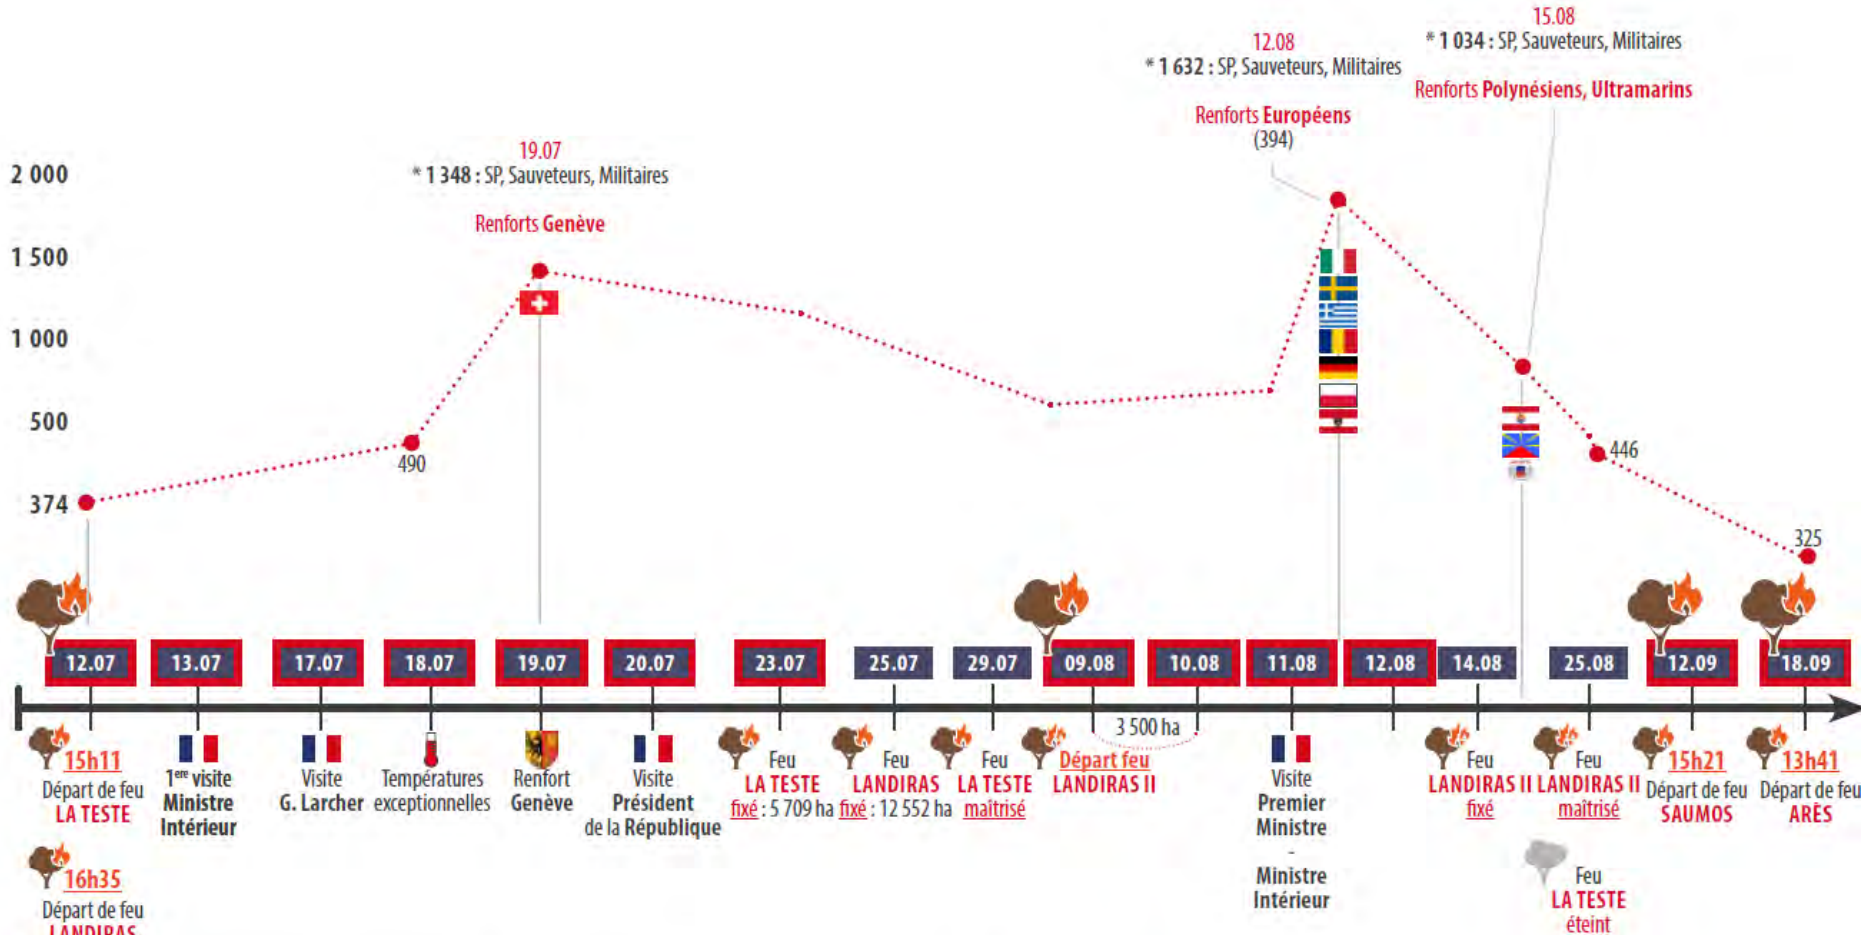 15.08
* 1 034 : SP, Sauveteurs, Militaires
Renforts Polynésiens, Ultramarins
12.08
* 1 632 : SP, Sauveteurs, Militaires
Renforts Européens
(394)
19.07
* 1 348 : SP, Sauveteurs, Militaires
Renforts Genève
2 000
1 500
1 000
500
374
490
446
325
12.07
13.07
17.07
18.07
19.07
20.07
23.07
25.07
29.07
09.08
10.08
11.08
12.08
14.08
25.08
12.09
18.09
15h11
Départ de feu
LA TESTE
16h35
Départ de feu
LANDIRAS
1ere visite
Ministre
Intérieur
Visite
G. Larcher
Températures
exceptionnelles
Renfort
Genève
Visite
Président
de la République
Feu
LA TESTE
fixé : 5 709 ha
Feu
LANDIRAS
fixé : 12 552 ha
Feu
LA TESTE
maîtrisé
Départ feu
LANDIRAS II
3 500 ha
Visite
Premier
Ministre
-
Ministre
Intérieur
Feu
LANDIRAS II
fixé
Feu
LANDIRAS II
maîtrisé
Feu
LA TESTE
éteint
15h21
Départ de feu
SAUMOS
13h41
Départ de feu
ARÈS